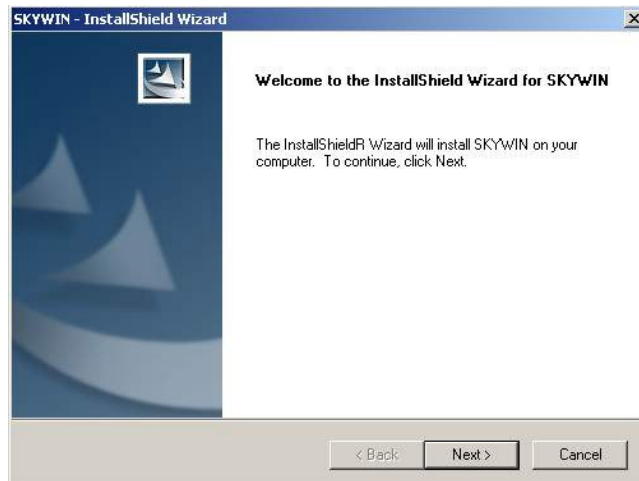 SKYWIN - InstallShield Wizard
Welcome to the InstallShield Wizard for SKYWIN
The InstallShieldR Wizard will install SKYWIN on your
computer. To continue, click Next.
< Back Next > Cancel